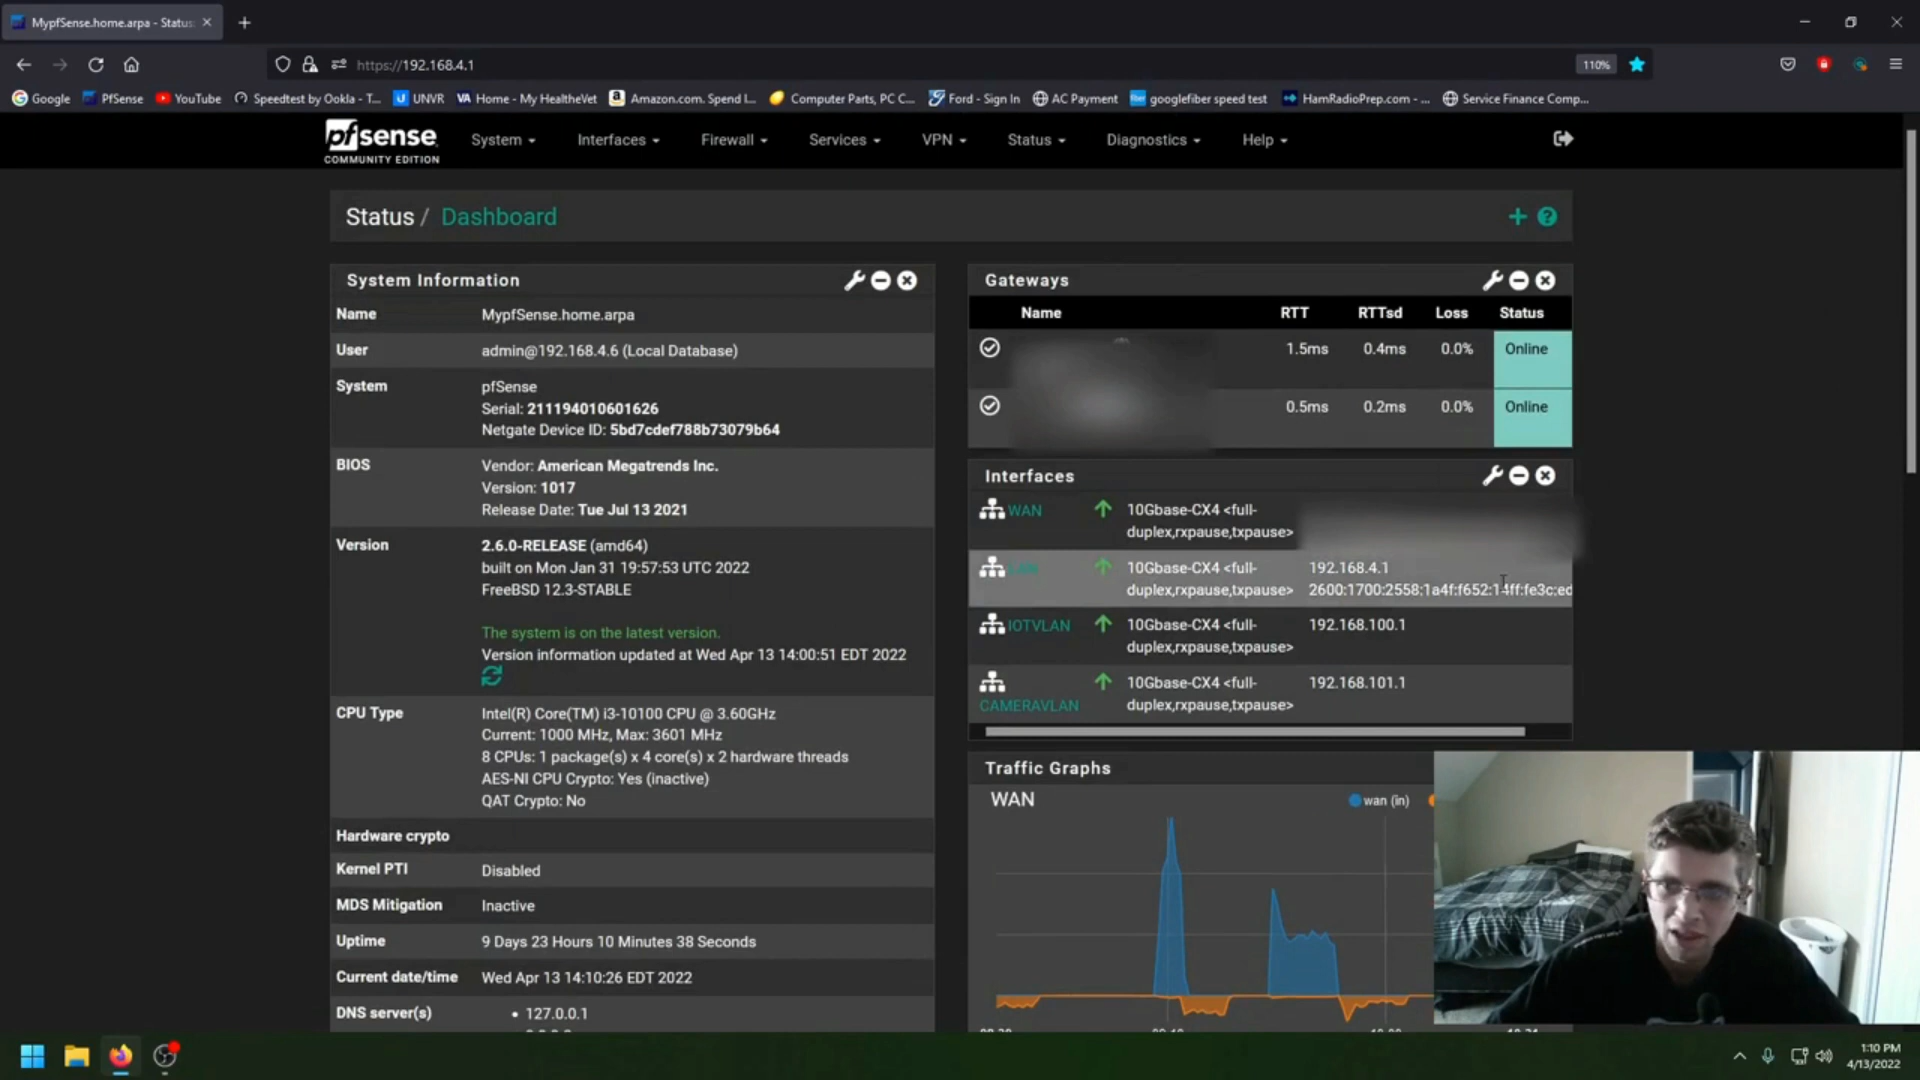 MypfSense.home.arpa - Status:
https://192.168.4.1
110%
Google
PfSense
YouTube
Speedtest by Ookla - T...
UNVR
VA Home - My HealtheVet
Amazon.com. Spend l...
Computer Parts, PC C...
Ford - Sign In
AC Payment
fiber googlefiber speed test
HamRadioPrep.com - ...
Service Finance Comp...
pfsense
COMMUNITY EDITION
System
Interfaces
Firewall
Services
VPN
Status
Diagnostics
Help
Status / Dashboard
System Information
Name MypfSense.home.arpa
User admin@192.168.4.6 (Local Database)
System pfSense
Serial: 211194010601626
Netgate Device ID: 5bd7cdef788b73079b64
BIOS Vendor: American Megatrends Inc.
Version: 1017
Release Date: Tue Jul 13 2021
Version 2.6.0-RELEASE (amd64)
built on Mon Jan 31 19:57:53 UTC 2022
FreeBSD 12.3-STABLE
The system is on the latest version.
Version information updated at Wed Apr 13 14:00:51 EDT 2022
CPU Type Intel(R) Core(TM) i3-10100 CPU @ 3.60GHz
Current: 1000 MHz, Max: 3601 MHz
8 CPUs: 1 package(s) x 4 core(s) x 2 hardware threads
AES-NI CPU Crypto: Yes (inactive)
QAT Crypto: No
Hardware crypto
Kernel PTI Disabled
MDS Mitigation Inactive
Uptime 9 Days 23 Hours 10 Minutes 38 Seconds
Current date/time Wed Apr 13 14:10:26 EDT 2022
DNS server(s) • 127.0.0.1
Gateways
Name RTT RTTsd Loss Status
1.5ms 0.4ms 0.0% Online
0.5ms 0.2ms 0.0% Online
Interfaces
WAN 10Gbase-CX4 <full-
duplex,rxpause,txpause>
LAN 10Gbase-CX4 <full- 192.168.4.1
duplex,rxpause,txpause> 2600:1700:2558:1a4f:f652:14ff:fe3c:ed
IOTVLAN 10Gbase-CX4 <full- 192.168.100.1
duplex,rxpause,txpause>
10Gbase-CX4 <full- 192.168.101.1
CAMERAVLAN duplex,rxpause,txpause>
Traffic Graphs
WAN
wan (in)
1:10 PM
4/13/2022